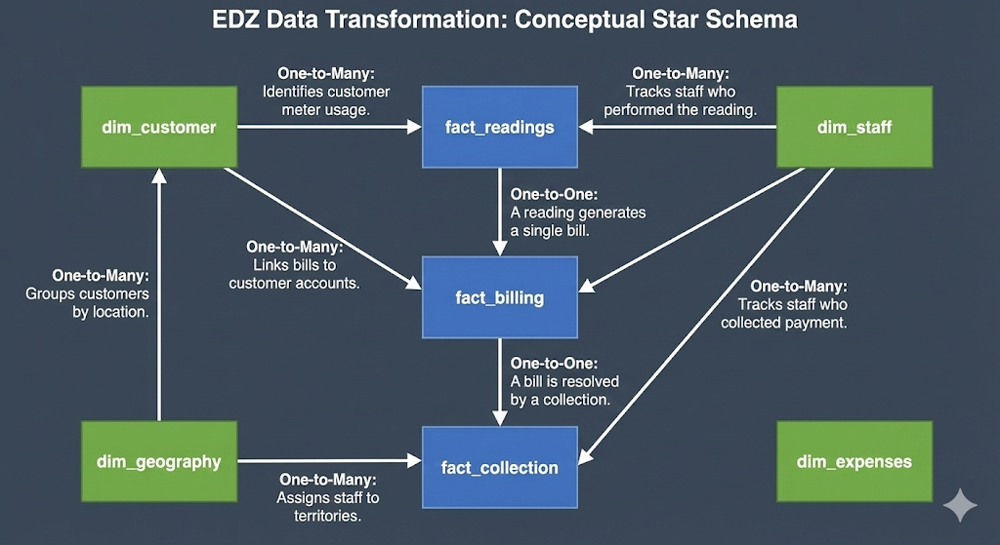 EDZ Data Transformation: Conceptual Star Schema
One-to-Many:
Identifies customer
meter usage.
One-to-Many:
Tracks staff who
performed the reading.
dim_customer
fact_readings
dim_staff
One-to-One:
A reading generates
a single bill.
One-to-Many:
Links bills to
customer accounts.
One-to-Many:
Groups customers
by location.
fact_billing
One-to-Many:
Tracks staff who
collected payment.
One-to-One:
A bill is resolved
by a collection.
dim_geography
fact_collection
dim_expenses
One-to-Many:
Assigns staff to
territories.